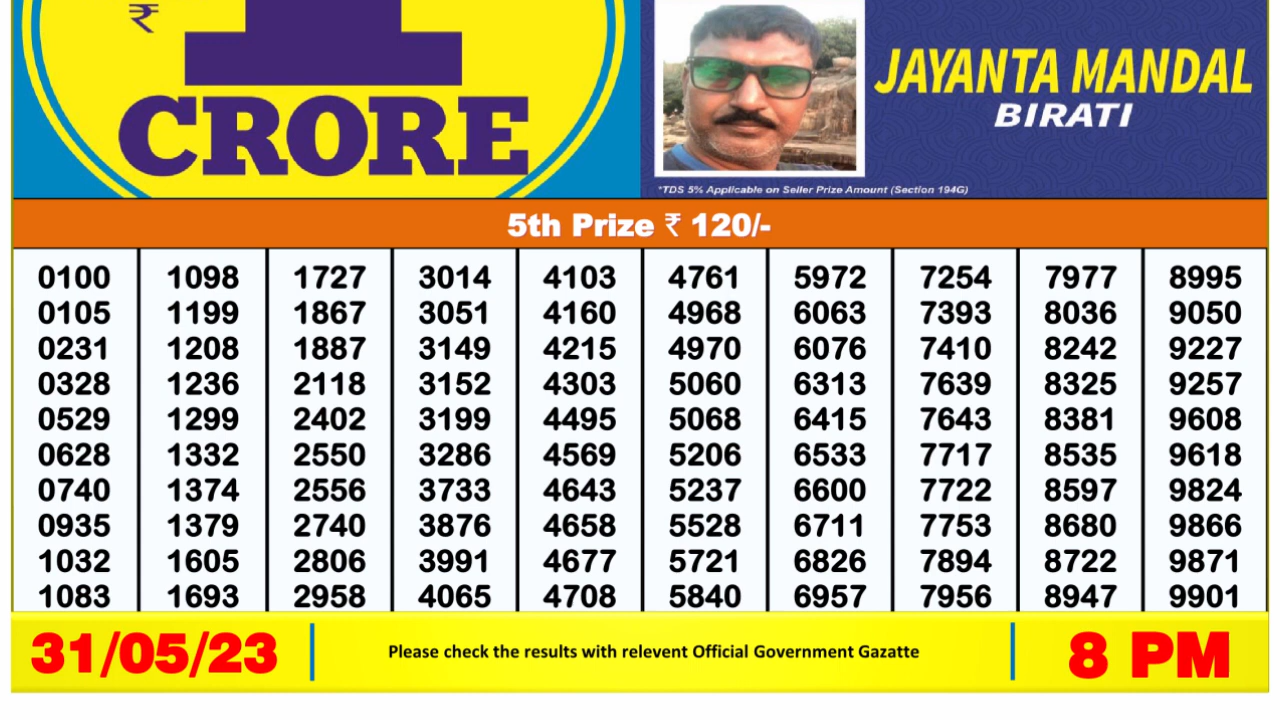 ₹
1
CRORE
JAYANTA MANDAL
BIRATI
*TDS 5% Applicable on Seller Prize Amount (Section 194G)
5th Prize ₹ 120/-
0100 1098 1727 3014 4103 4761 5972 7254 7977 8995
0105 1199 1867 3051 4160 4968 6063 7393 8036 9050
0231 1208 1887 3149 4215 4970 6076 7410 8242 9227
0328 1236 2118 3152 4303 5060 6313 7639 8325 9257
0529 1299 2402 3199 4495 5068 6415 7643 8381 9608
0628 1332 2550 3286 4569 5206 6533 7717 8535 9618
0740 1374 2556 3733 4643 5237 6600 7722 8597 9824
0935 1379 2740 3876 4658 5528 6711 7753 8680 9866
1032 1605 2806 3991 4677 5721 6826 7894 8722 9871
1083 1693 2958 4065 4708 5840 6957 7956 8947 9901
31/05/23
Please check the results with relevent Official Government Gazatte
8 PM